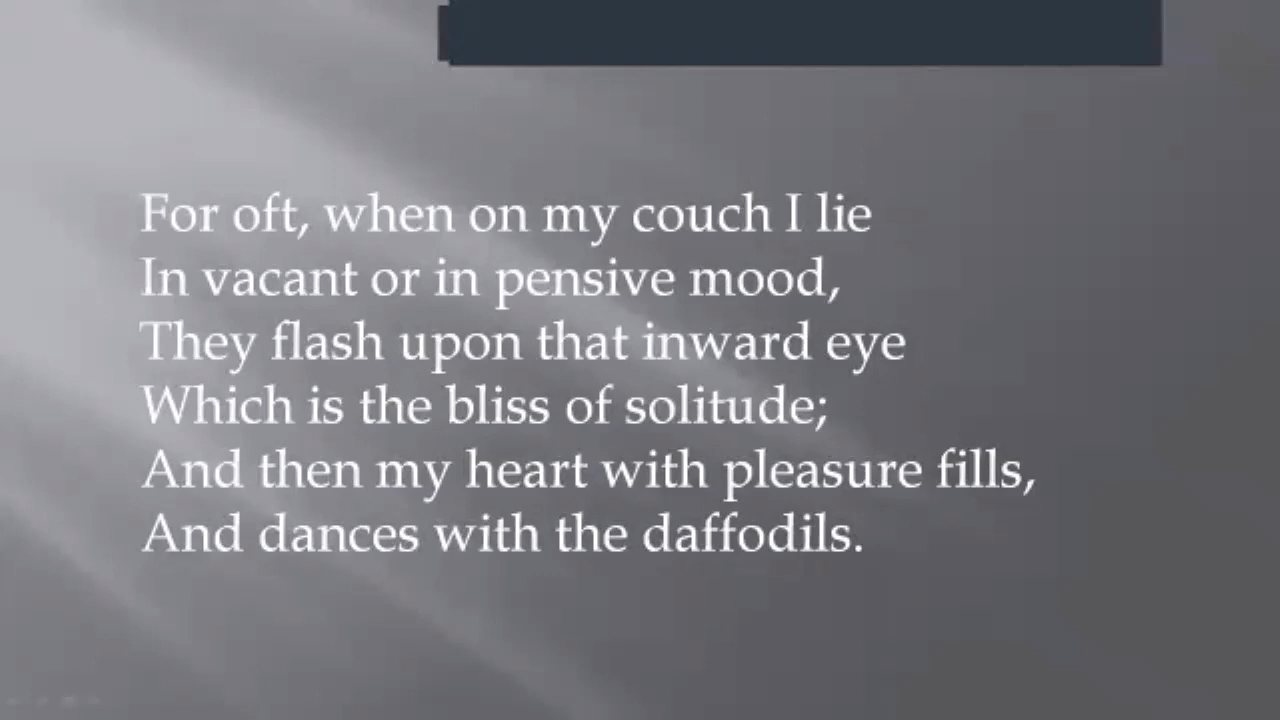 For oft, when on my couch I lie
In vacant or in pensive mood,
They flash upon that inward eye
Which is the bliss of solitude;
And then my heart with pleasure fills,
And dances with the daffodils.